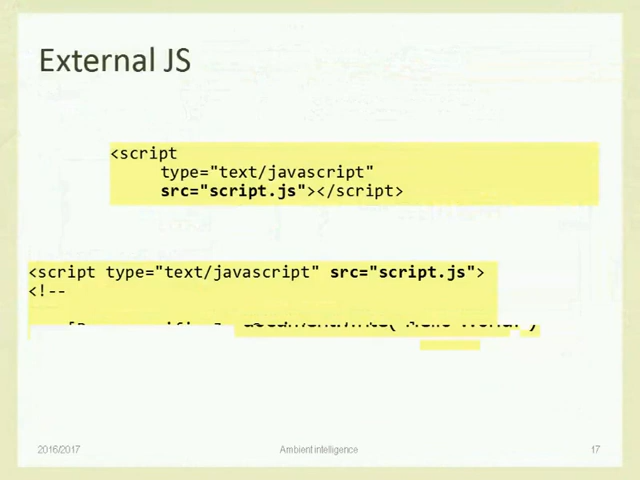 External JS
<script
type="text/javascript"
src="script.js"></script>
<script type="text/javascript" src="script.js">
<!--
2016/2017
Ambient intelligence
17